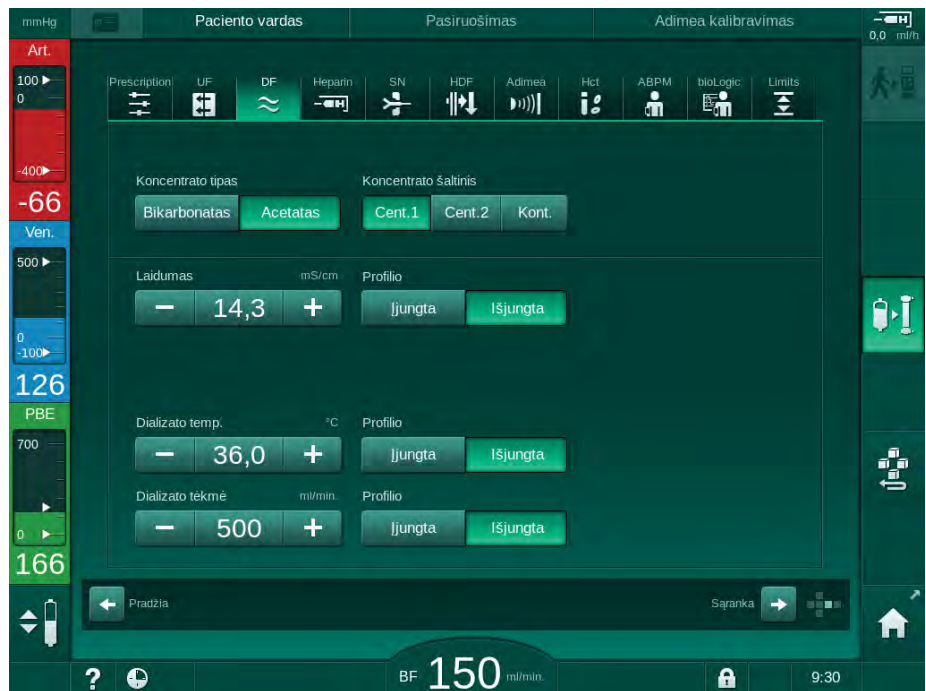 mmHg Paciento vardas Pasiruošimas Adimea kalibravimas
0,0 ml/h
Art.
100
0
-400
-66
Ven.
500
0
-100
126
PBE
700
0
166
Prescription UF DF Heparin SN HDF Adimea Hct ABPM bioLogic Limits
Koncentrato tipas Koncentrato šaltinis
Bikarbonatas Acetatas Cent.1 Cent.2 Kont.
Laidumas mS/cm Profilio
− 14,3 + Įjungta Išjungta
Dializato temp. °C Profilio
− 36,0 + Įjungta Išjungta
Dializato tėkmė ml/min. Profilio
− 500 + Įjungta Išjungta
Pradžia Sąranka
? BF 150 ml/min. 9:30